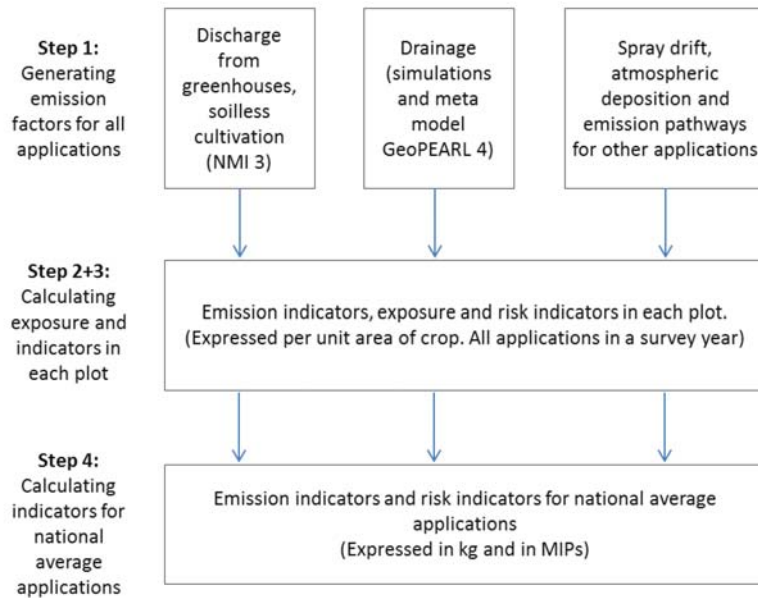 Step 1:
Generating
emission
factors for all
applications
Discharge
from
greenhouses,
soilless
cultivation
(NMI 3)
Drainage
(simulations
and meta
model
GeoPEARL 4)
Spray drift,
atmospheric
deposition and
emission pathways
for other applications
Step 2+3:
Calculating
exposure and
indicators in
each plot
Emission indicators, exposure and risk indicators in each plot.
(Expressed per unit area of crop. All applications in a survey year)
Step 4:
Calculating
indicators for
national
average
applications
Emission indicators and risk indicators for national average
applications
(Expressed in kg and in MIPs)